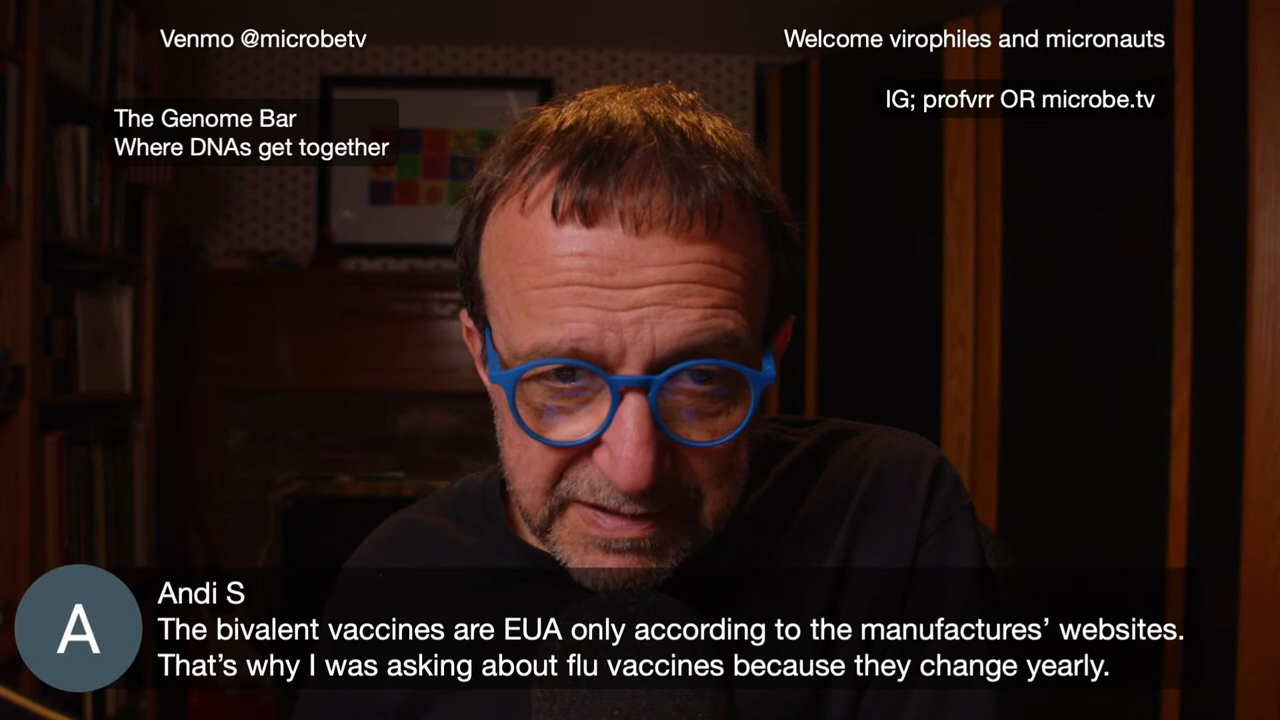 Venmo @microbetv
Welcome virophiles and micronauts
IG; profvrr OR microbe.tv
The Genome Bar
Where DNAs get together
A
Andi S
The bivalent vaccines are EUA only according to the manufactures’ websites.
That’s why I was asking about flu vaccines because they change yearly.